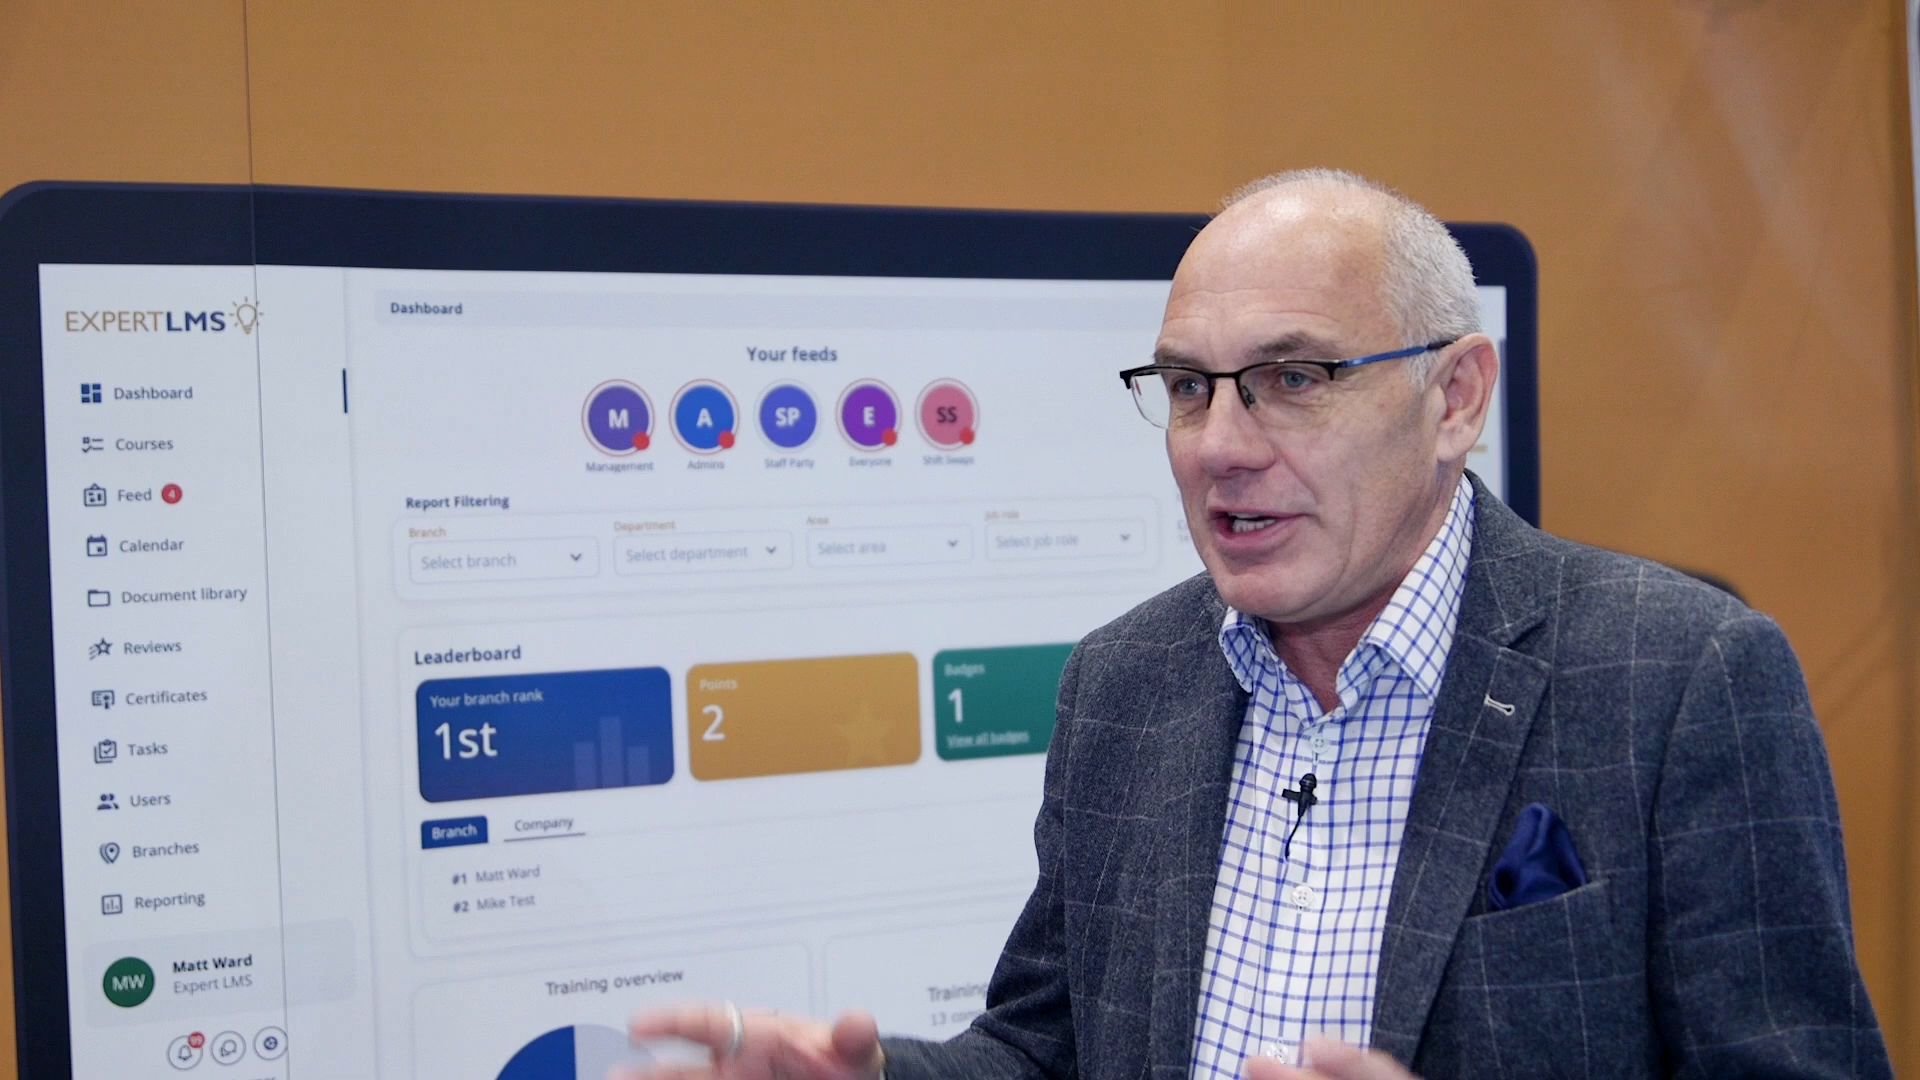 EXPERTLMS
Dashboard
Courses
Feed 4
Calendar
Document library
Reviews
Certificates
Tasks
Users
Branches
Reporting
MW
Matt Ward
Expert LMS
99
Dashboard
Your feeds
M A SP E SS
Management Admins Staff Party Everyone Shift Swaps
Report Filtering
Branch Department Area Job role
Select branch Select department Select area Select job role
Leaderboard
Your branch rank
1st
Points
2
Badges
1
View all badges
Branch Company
#1 Matt Ward
#2 Mike Test
Training overview
Training
13